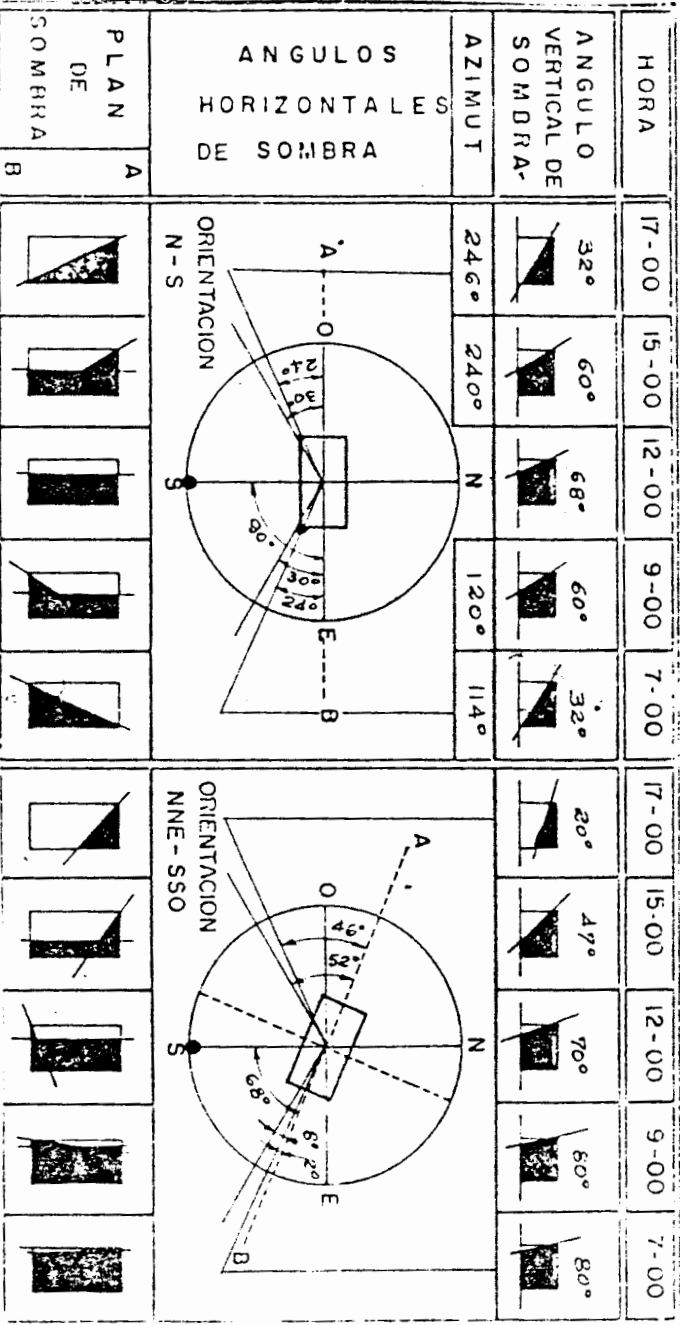 HORA 17-00 15-00 12-00 9-00 7-00 17-00 15-00 12-00 9-00 7-00
ANGULO
VERTICAL DE
SOMBRA
32° 60° 68° 60° 32° 20° 47° 70° 80° 80°
AZIMUT 246° 240° 120° 114°
ANGULOS
HORIZONTALES
DE SOMBRA
N
A O E B
24° 30° 90° 30° 24°
S
ORIENTACION
N-S
N
A O E B
46° 52° 68° 8° 2°
S
ORIENTACION
NNE-SSO
PLAN
DE
SOMBRA
A
B